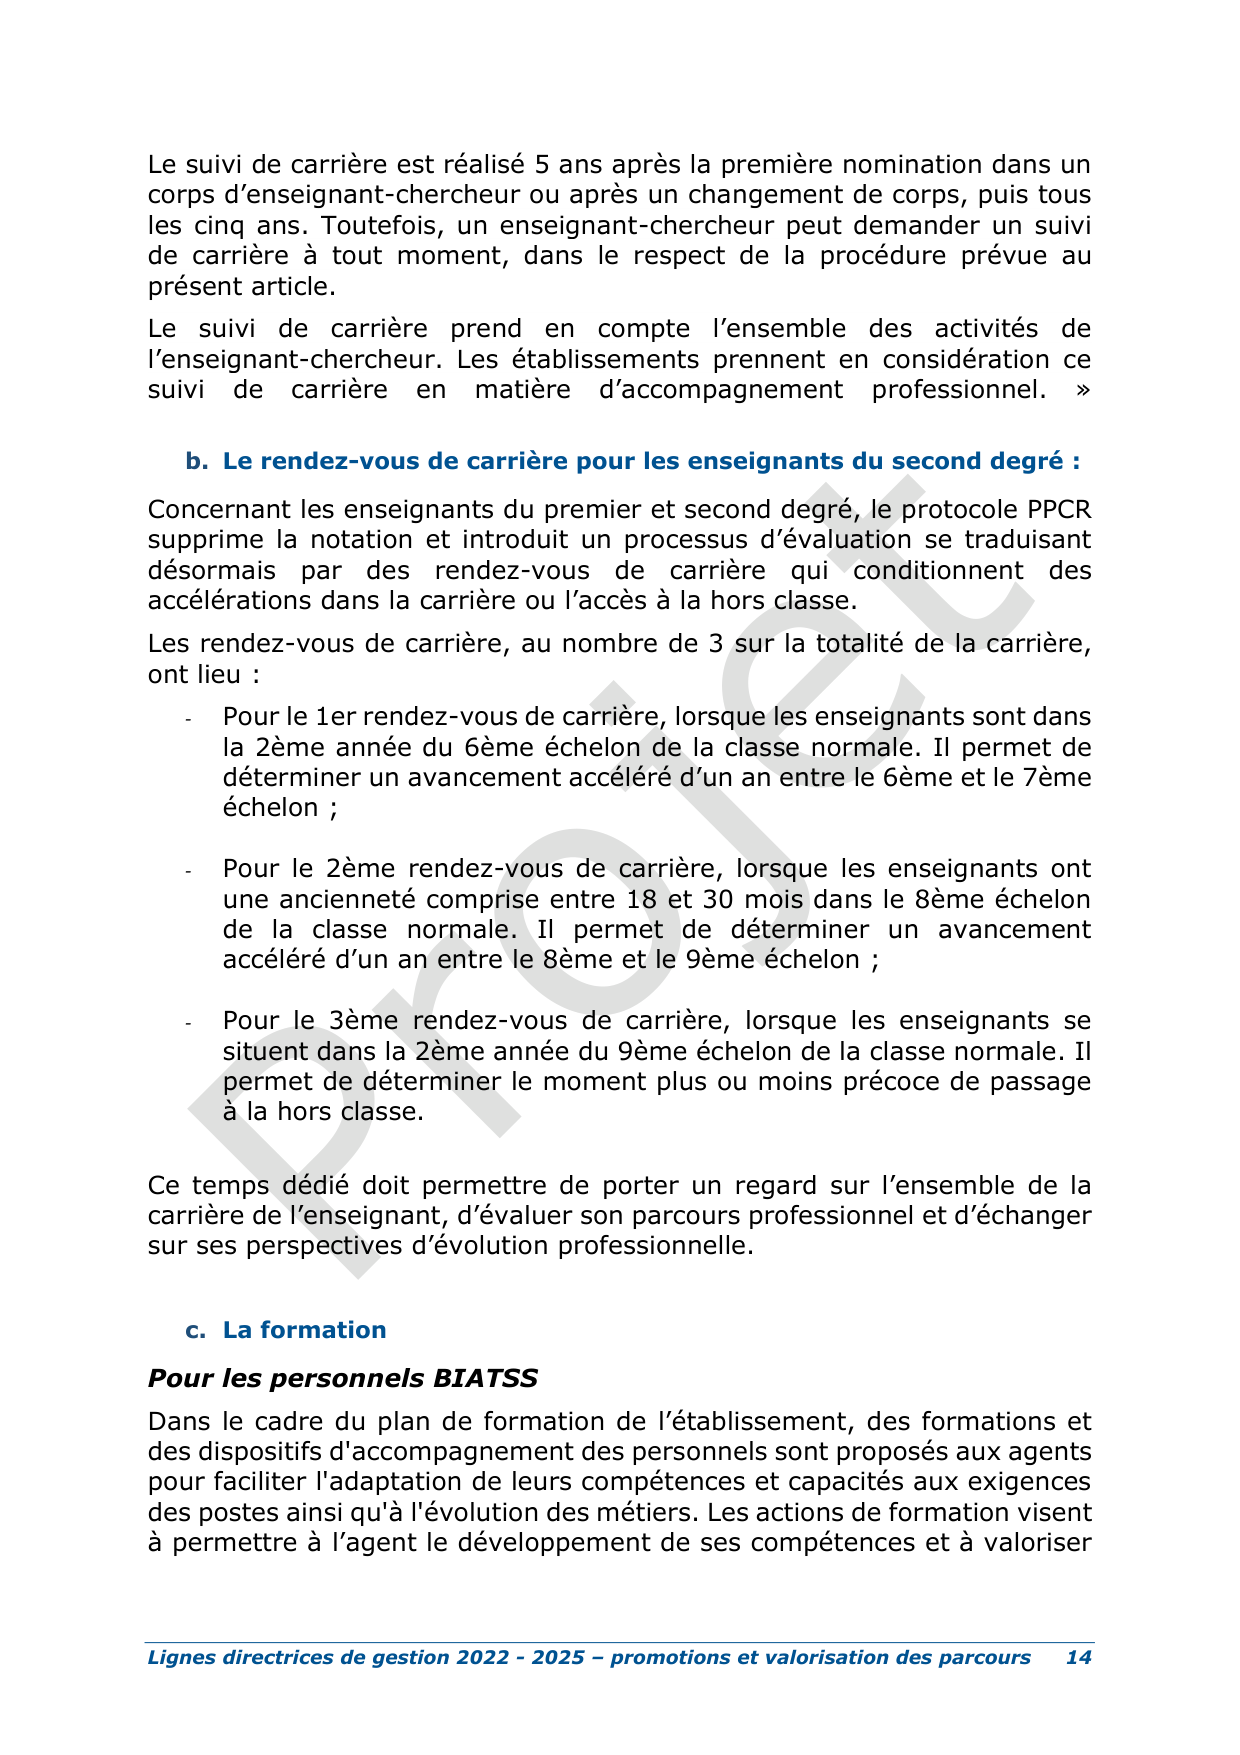 Le suivi de carrière est réalisé 5 ans après la première nomination dans un
corps d’enseignant-chercheur ou après un changement de corps, puis tous
les cinq ans. Toutefois, un enseignant-chercheur peut demander un suivi
de carrière à tout moment, dans le respect de la procédure prévue au
présent article.
Le suivi de carrière prend en compte l’ensemble des activités de
l’enseignant-chercheur. Les établissements prennent en considération ce
suivi de carrière en matière d’accompagnement professionnel. »
b. Le rendez-vous de carrière pour les enseignants du second degré :
Concernant les enseignants du premier et second degré, le protocole PPCR
supprime la notation et introduit un processus d’évaluation se traduisant
désormais par des rendez-vous de carrière qui conditionnent des
accélérations dans la carrière ou l’accès à la hors classe.
Les rendez-vous de carrière, au nombre de 3 sur la totalité de la carrière,
ont lieu :
- Pour le 1er rendez-vous de carrière, lorsque les enseignants sont dans
la 2ème année du 6ème échelon de la classe normale. Il permet de
déterminer un avancement accéléré d’un an entre le 6ème et le 7ème
échelon ;
- Pour le 2ème rendez-vous de carrière, lorsque les enseignants ont
une ancienneté comprise entre 18 et 30 mois dans le 8ème échelon
de la classe normale. Il permet de déterminer un avancement
accéléré d’un an entre le 8ème et le 9ème échelon ;
- Pour le 3ème rendez-vous de carrière, lorsque les enseignants se
situent dans la 2ème année du 9ème échelon de la classe normale. Il
permet de déterminer le moment plus ou moins précoce de passage
à la hors classe.
Ce temps dédié doit permettre de porter un regard sur l’ensemble de la
carrière de l’enseignant, d’évaluer son parcours professionnel et d’échanger
sur ses perspectives d’évolution professionnelle.
c. La formation
Pour les personnels BIATSS
Dans le cadre du plan de formation de l’établissement, des formations et
des dispositifs d'accompagnement des personnels sont proposés aux agents
pour faciliter l'adaptation de leurs compétences et capacités aux exigences
des postes ainsi qu'à l'évolution des métiers. Les actions de formation visent
à permettre à l’agent le développement de ses compétences et à valoriser
Lignes directrices de gestion 2022 - 2025 – promotions et valorisation des parcours 14
Projet